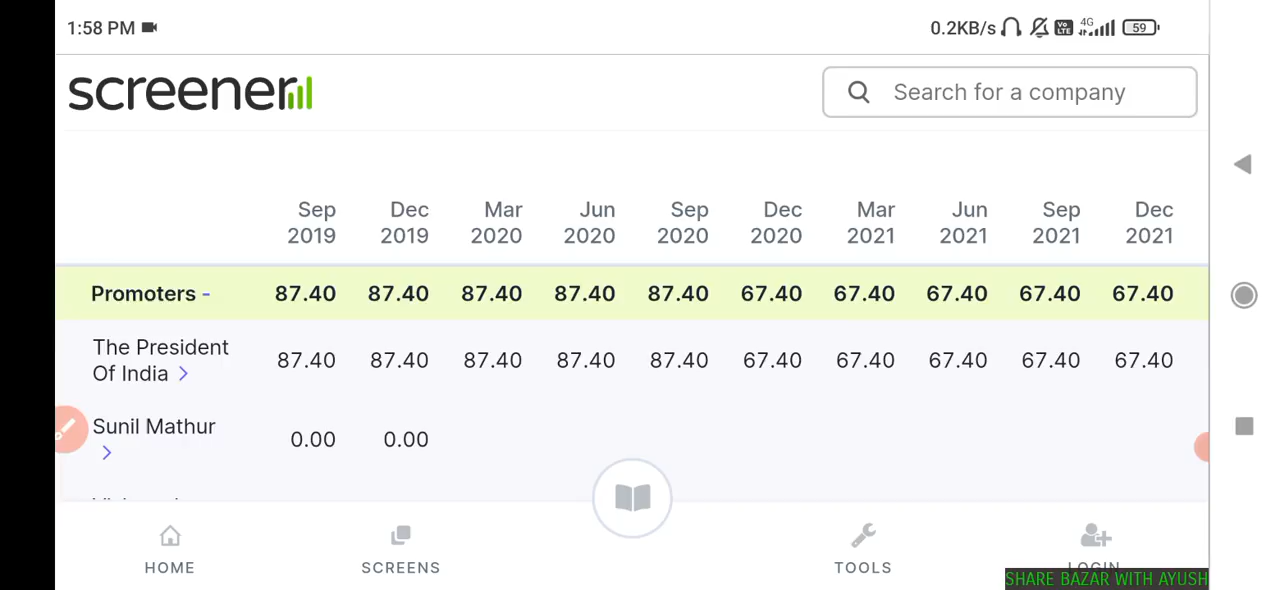 1:58 PM
0.2KB/s
4G
Vo
LTE
59
screener
Search for a company
Sep 2019 Dec 2019 Mar 2020 Jun 2020 Sep 2020 Dec 2020 Mar 2021 Jun 2021 Sep 2021 Dec 2021
Promoters - 87.40 87.40 87.40 87.40 87.40 67.40 67.40 67.40 67.40 67.40
The President Of India > 87.40 87.40 87.40 87.40 87.40 67.40 67.40 67.40 67.40 67.40
Sunil Mathur > 0.00 0.00
HOME
SCREENS
TOOLS
LOGIN
SHARE BAZAR WITH AYUSH